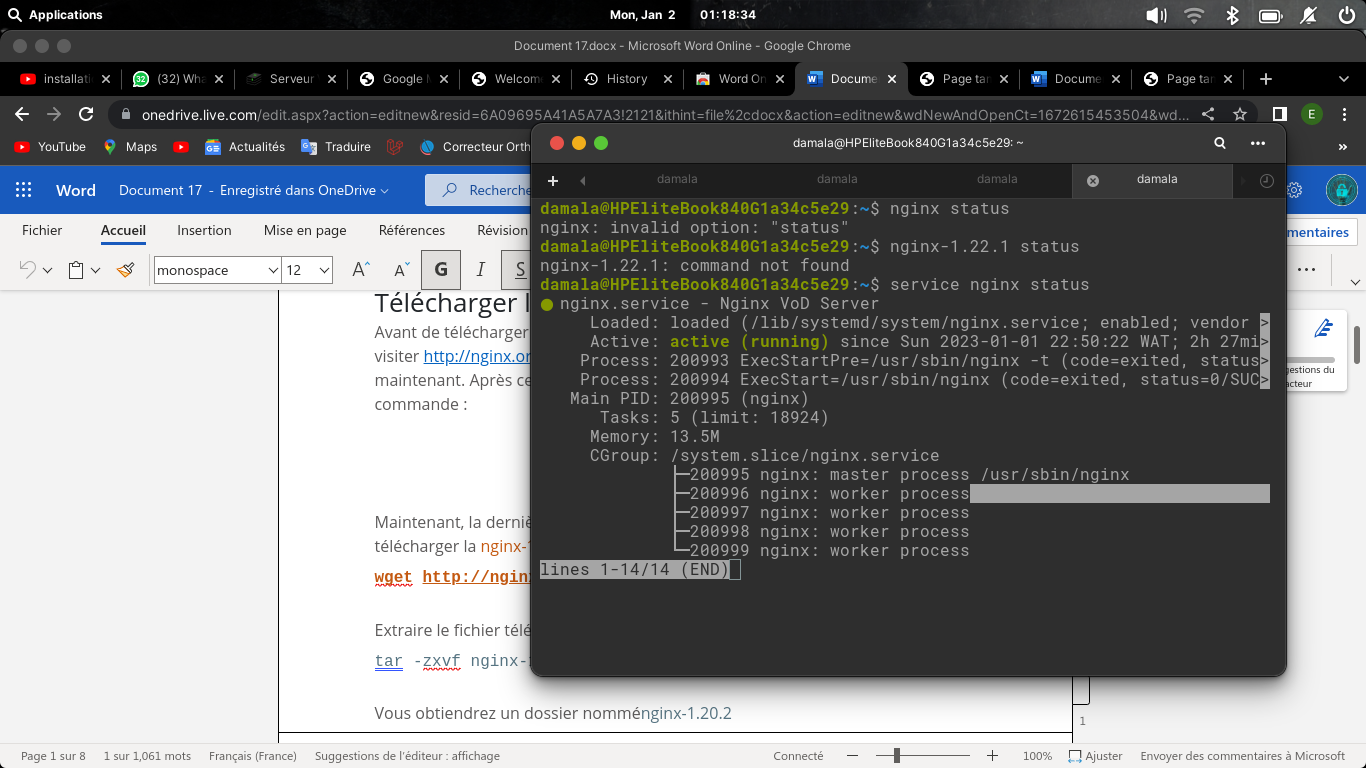 Applications
Mon, Jan 2 01:18:34
Document 17.docx - Microsoft Word Online - Google Chrome
installati
(32) Wha
Serveur
Google M
Welcom
History
Word On
Docume
Page tar
Docume
Page tar
onedrive.live.com/edit.aspx?action=editnew&resid=6A09695A41A5A7A3!2121&ithint=file%2cdocx&action=editnew&wdNewAndOpenCt=1672615453504&wd...
E
YouTube
Maps
Actualités
Traduire
Correcteur Orth
»
damala@HPEliteBook840G1a34c5e29: ~
damala
damala
damala
damala
Word
Document 17 - Enregistré dans OneDrive
Recherche
Fichier
Accueil
Insertion
Mise en page
Références
Révision
mentaires
monospace
12
G
I
S
damala@HPEliteBook840G1a34c5e29:~$ nginx status
nginx: invalid option: "status"
damala@HPEliteBook840G1a34c5e29:~$ nginx-1.22.1 status
nginx-1.22.1: command not found
damala@HPEliteBook840G1a34c5e29:~$ service nginx status
● nginx.service - Nginx VoD Server
Loaded: loaded (/lib/systemd/system/nginx.service; enabled; vendor >
Active: active (running) since Sun 2023-01-01 22:50:22 WAT; 2h 27mi>
Process: 200993 ExecStartPre=/usr/sbin/nginx -t (code=exited, status>
Process: 200994 ExecStart=/usr/sbin/nginx (code=exited, status=0/SUC>
Main PID: 200995 (nginx)
Tasks: 5 (limit: 18924)
Memory: 13.5M
CGroup: /system.slice/nginx.service
├─200995 nginx: master process /usr/sbin/nginx
├─200996 nginx: worker process
├─200997 nginx: worker process
├─200998 nginx: worker process
└─200999 nginx: worker process
lines 1-14/14 (END)
Télécharger l
Avant de télécharger
visiter http://nginx.or
maintenant. Après ce
commande :
Maintenant, la derniè
télécharger la nginx-1
wget http://nginx
Extraire le fichier télé
tar -zxvf nginx-
Vous obtiendrez un dossier nomménginx-1.20.2
gestions du
acteur
1
Page 1 sur 8
1 sur 1,061 mots
Français (France)
Suggestions de l'éditeur : affichage
Connecté
100%
Ajuster
Envoyer des commentaires à Microsoft